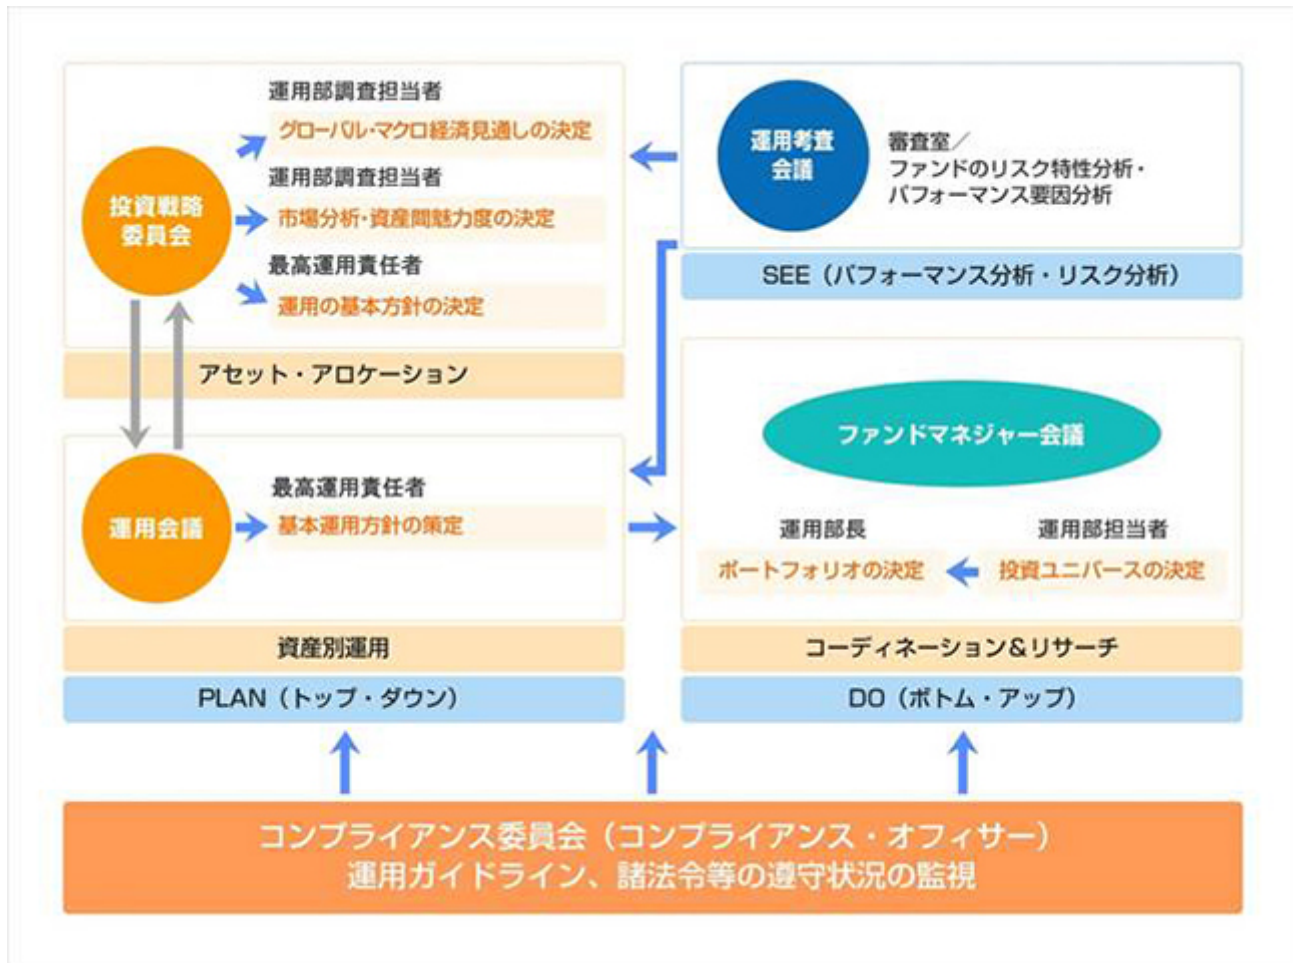 運用部調査担当者
グローバル・マクロ経済見通しの決定
投資戦略
委員会
運用部調査担当者
市場分析・資産間魅力度の決定
最高運用責任者
運用の基本方針の決定
アセット・アロケーション
運用会議
最高運用責任者
基本運用方針の策定
資産別運用
PLAN（トップ・ダウン）
運用考査
会議
審査室／
ファンドのリスク特性分析・
パフォーマンス要因分析
SEE（パフォーマンス分析・リスク分析）
ファンドマネジャー会議
運用部長
ポートフォリオの決定
運用部担当者
投資ユニバースの決定
コーディネーション&リサーチ
DO（ボトム・アップ）
コンプライアンス委員会（コンプライアンス・オフィサー）
運用ガイドライン、諸法令等の遵守状況の監視